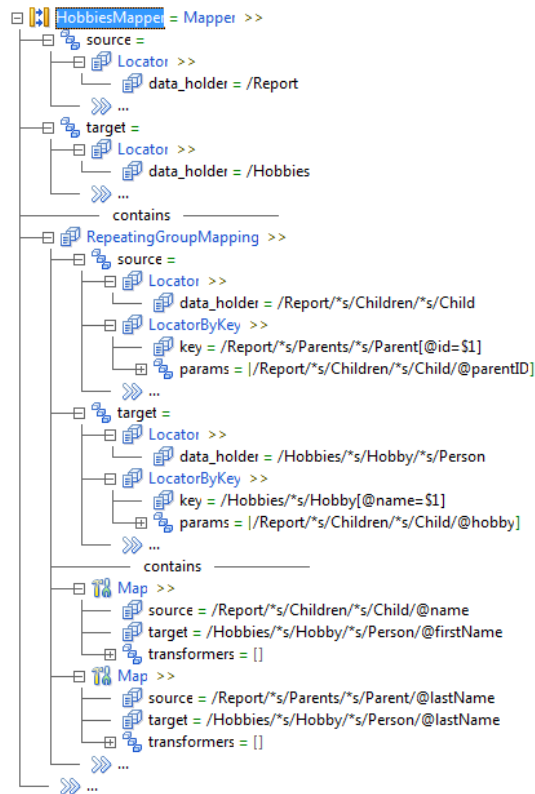 HobbiesMapper = Mapper >>
source =
Locator >>
data_holder = /Report
...
target =
Locator >>
data_holder = /Hobbies
...
contains
RepeatingGroupMapping >>
source =
Locator >>
data_holder = /Report/*s/Children/*s/Child
LocatorByKey >>
key = /Report/*s/Parents/*s/Parent[@id=$1]
params = |/Report/*s/Children/*s/Child/@parentID]
...
target =
Locator >>
data_holder = /Hobbies/*s/Hobby/*s/Person
LocatorByKey >>
key = /Hobbies/*s/Hobby[@name=$1]
params = |/Report/*s/Children/*s/Child/@hobby]
...
contains
Map >>
source = /Report/*s/Children/*s/Child/@name
target = /Hobbies/*s/Hobby/*s/Person/@firstName
transformers = []
Map >>
source = /Report/*s/Parents/*s/Parent/@lastName
target = /Hobbies/*s/Hobby/*s/Person/@lastName
transformers = []
...
...